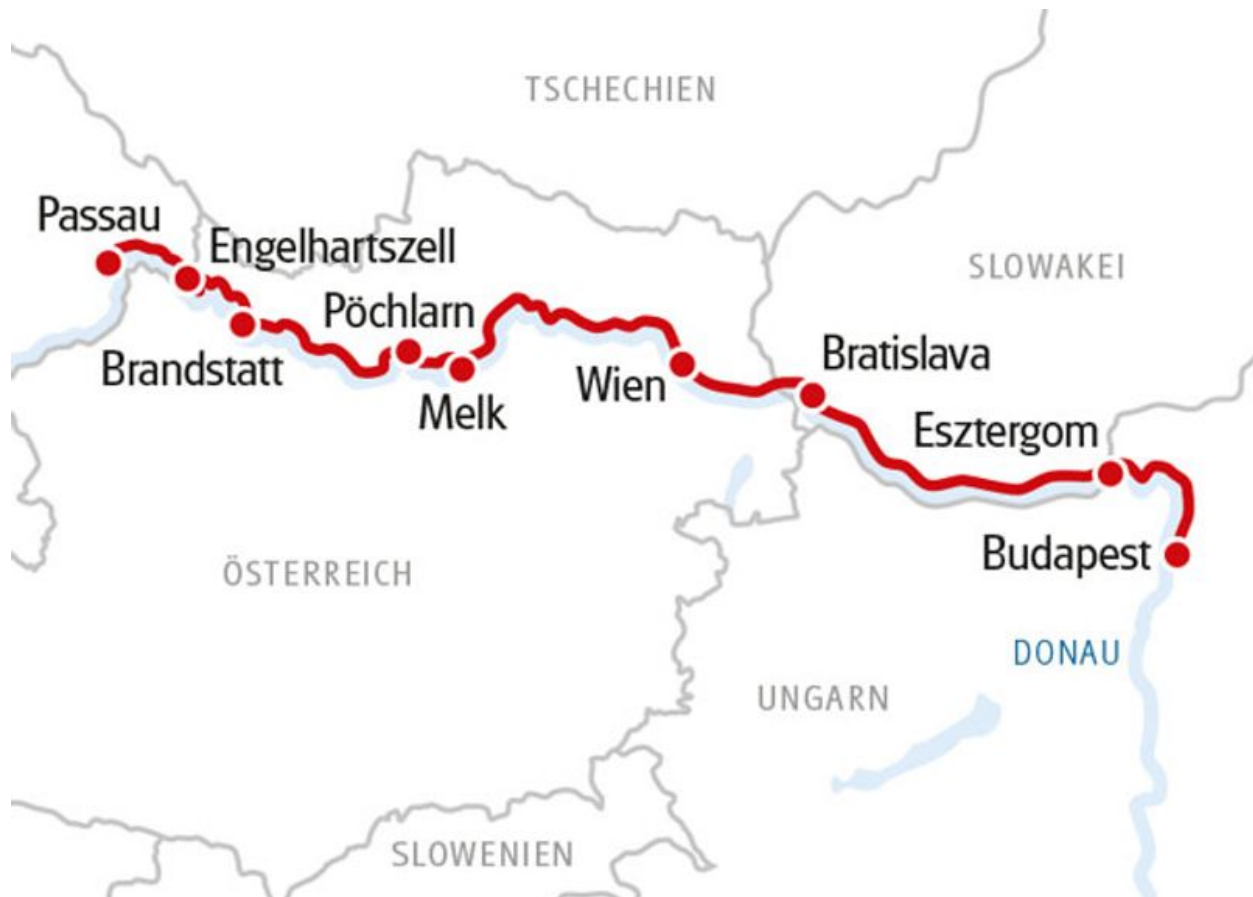 TSCHECHIEN
Passau
Engelhartszell
SLOWAKEI
Pöchlarn
Brandstatt
Bratislava
Wien
Melk
Esztergom
Budapest
ÖSTERREICH
DONAU
UNGARN
SLOWENIEN